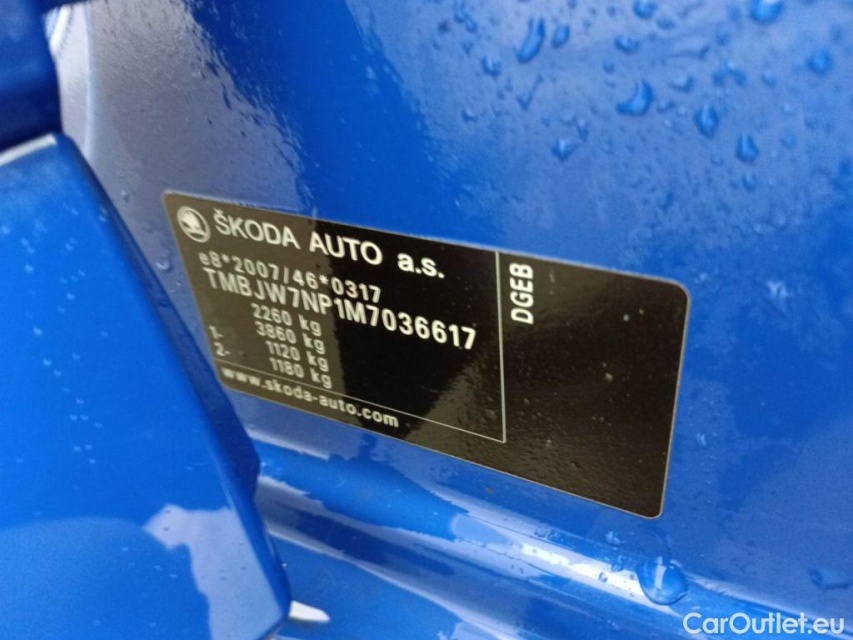 ŠKODA AUTO a.s.
e8*2007/46*0317
TMBJW7NP1M7036617
2260 kg
3860 kg
1- 1120 kg
2- 1180 kg
www.skoda-auto.com
DGEB
CarOutlet.eu